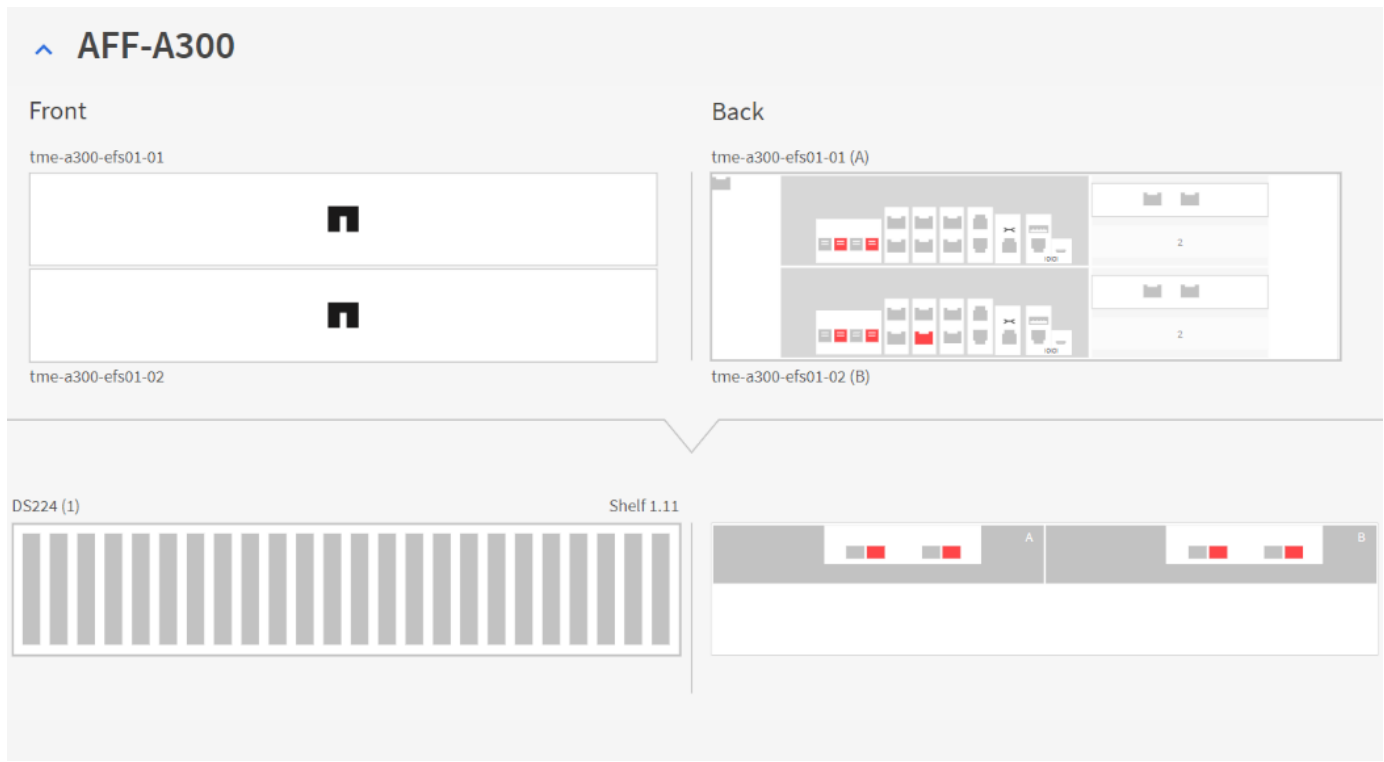 AFF-A300
Front
Back
tme-a300-efs01-01
tme-a300-efs01-01 (A)
2
2
tme-a300-efs01-02
tme-a300-efs01-02 (B)
DS224 (1)
Shelf 1.11
A
B